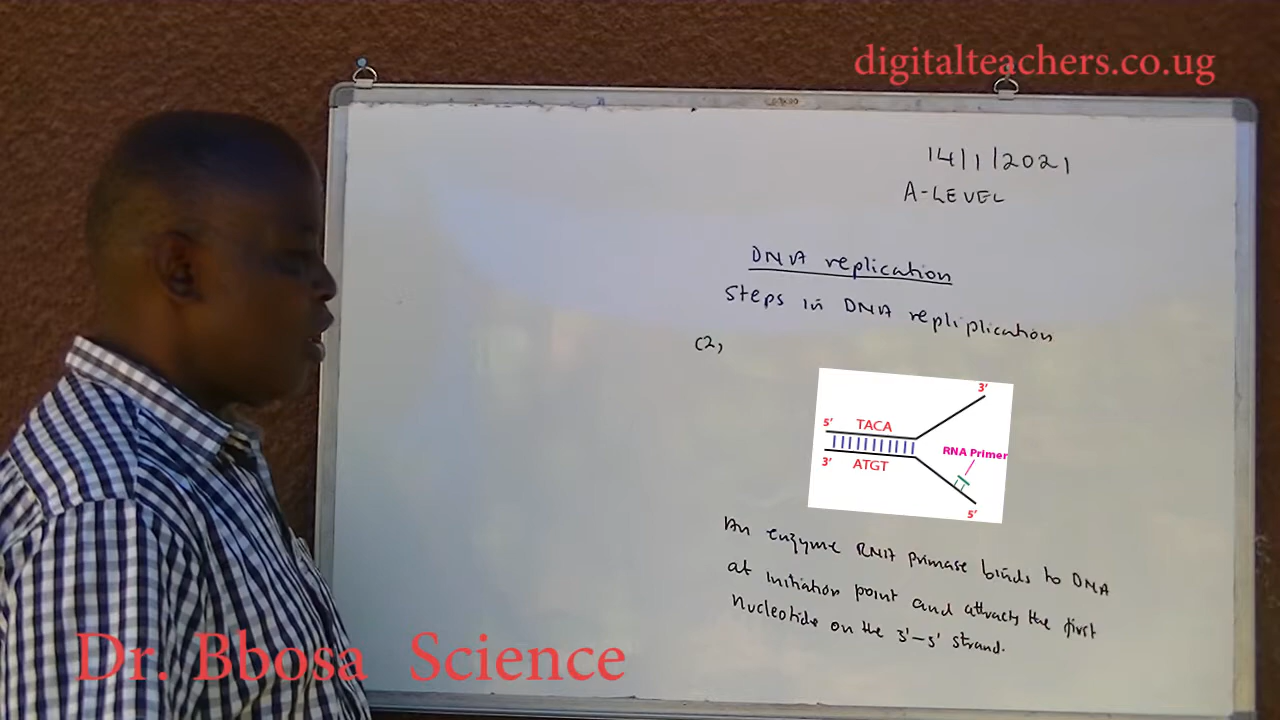 digitalteachers.co.ug
14/1/2021
A-LEVEL
DNA replication
Steps in DNA repliplication
(2,
3'
5' TACA
RNA Primer
3' ATGT
5'
An enzyme RNA primase binds to DNA
at initiation point and attracts the first
Nucleotide on the 3'-5' strand.
Dr. Bbosa Science